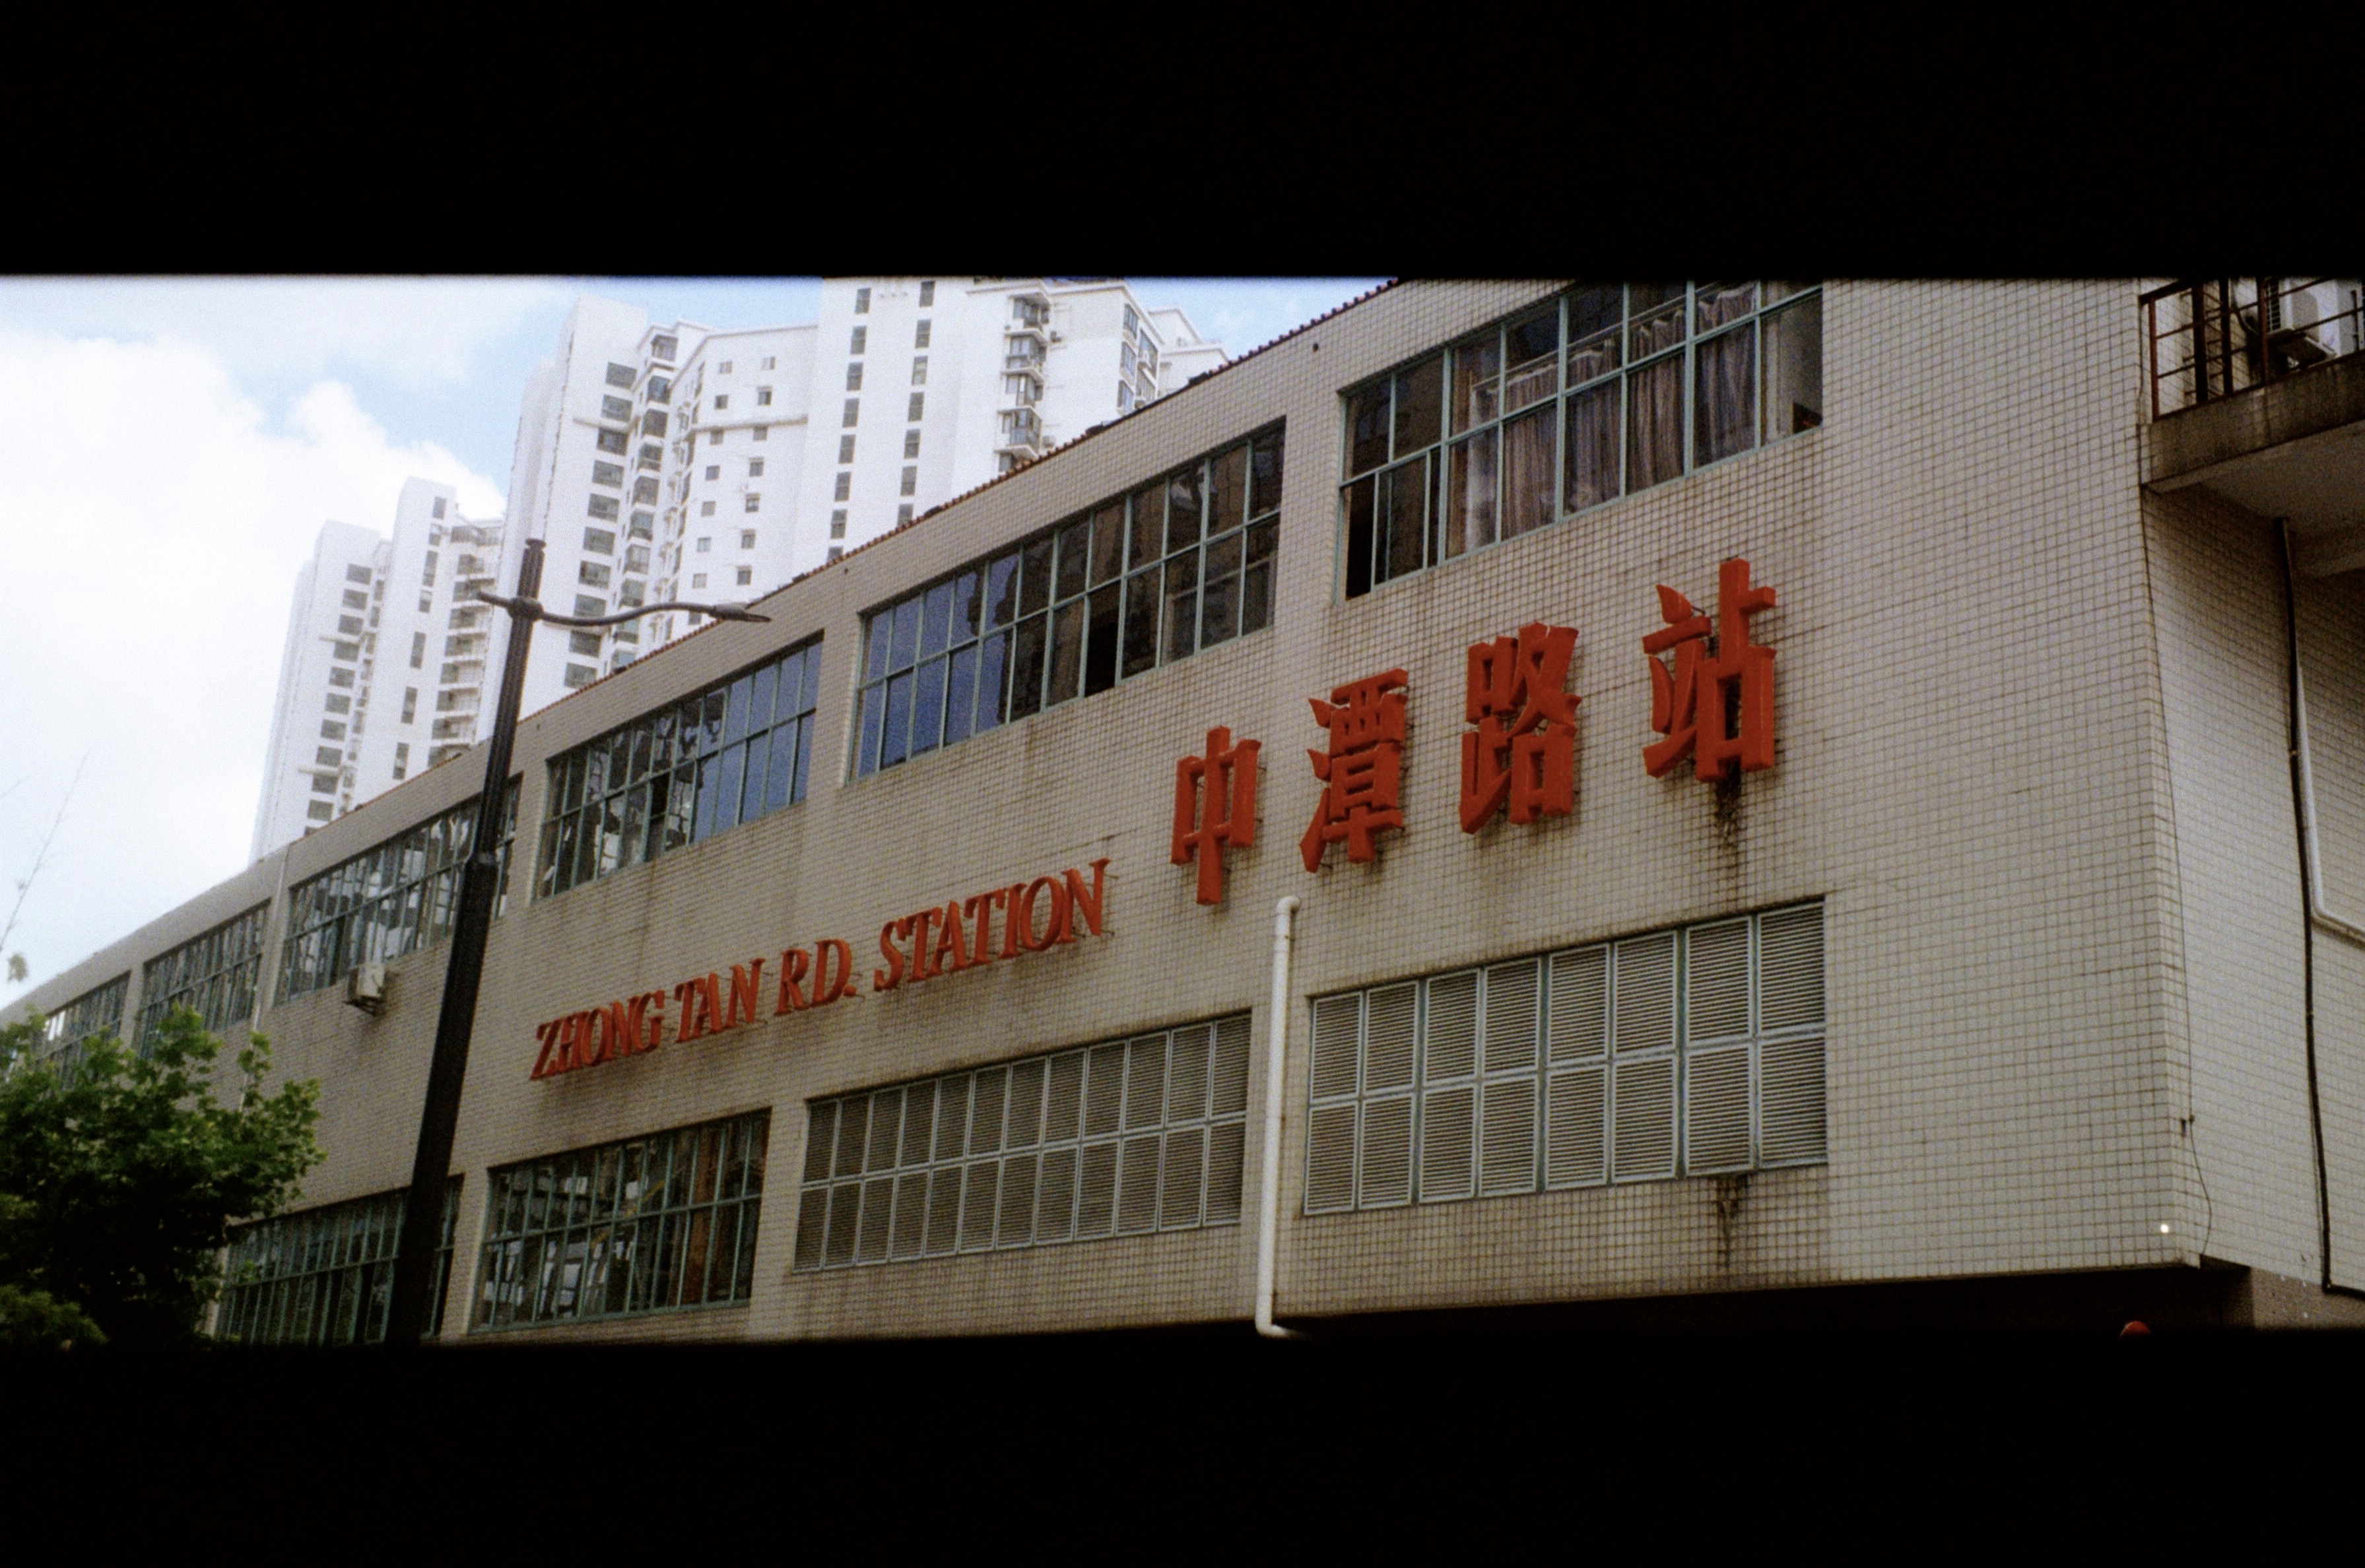 ZHONG TAN RD. STATION 中潭路站